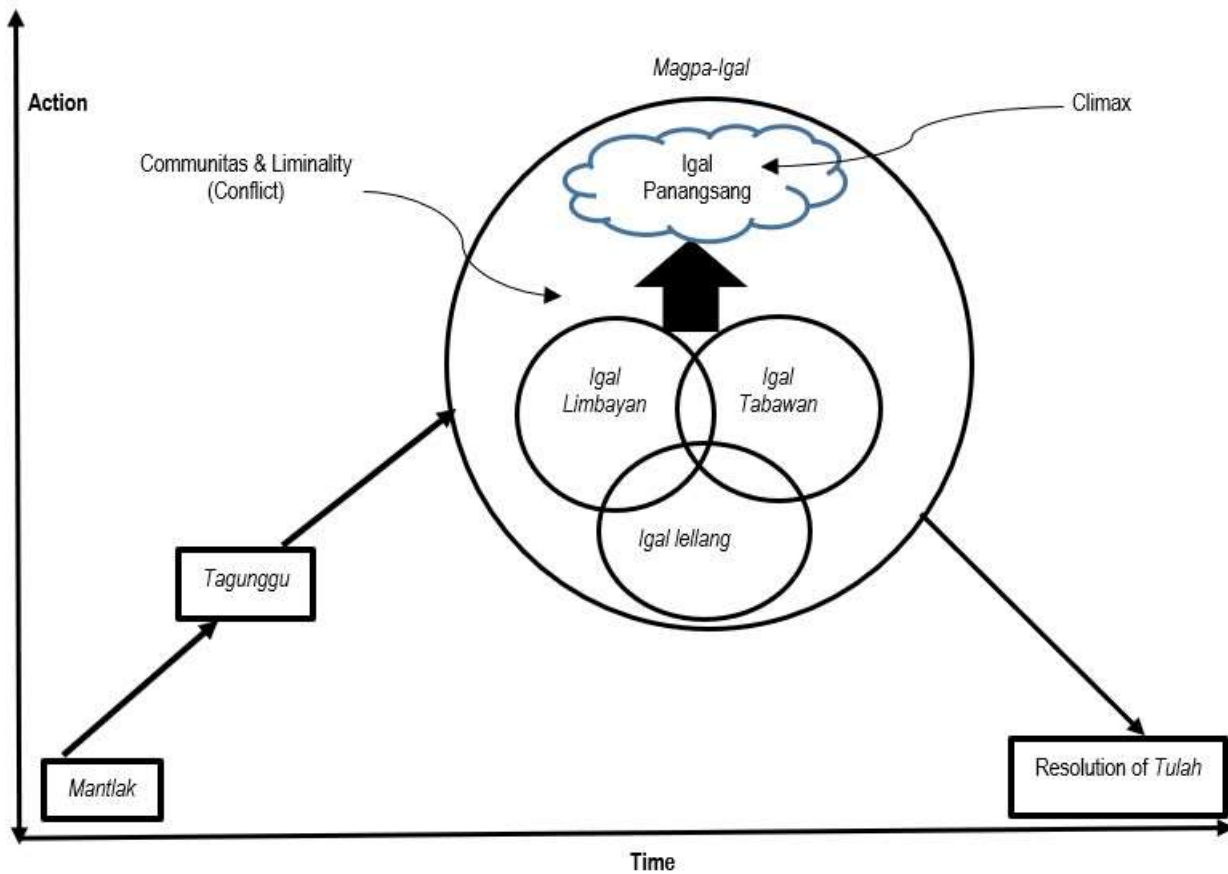 Magpa-Igal
Action
Climax
Communitas & Liminality
(Conflict)
Igal
Panangsang
Igal
Limbayan
Igal
Tabawan
Igal lellang
Tagunggu
Mantlak
Resolution of Tulah
Time